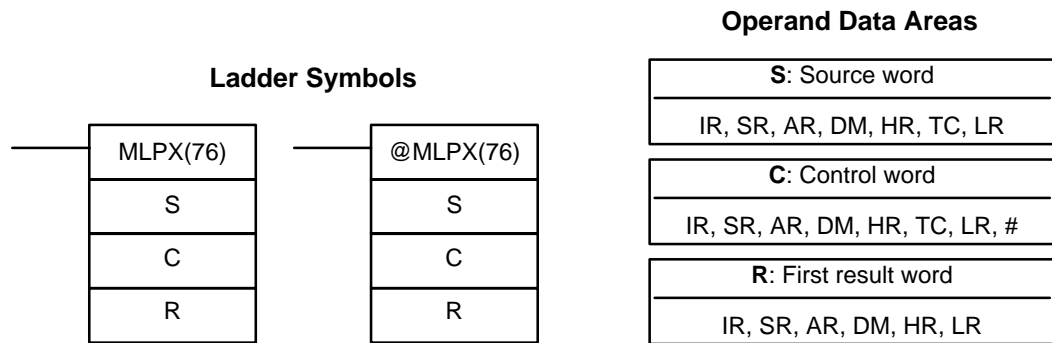 Ladder Symbols
MLPX(76)
S
C
R
@MLPX(76)
S
C
R
Operand Data Areas
S: Source word
IR, SR, AR, DM, HR, TC, LR
C: Control word
IR, SR, AR, DM, HR, TC, LR, #
R: First result word
IR, SR, AR, DM, HR, LR